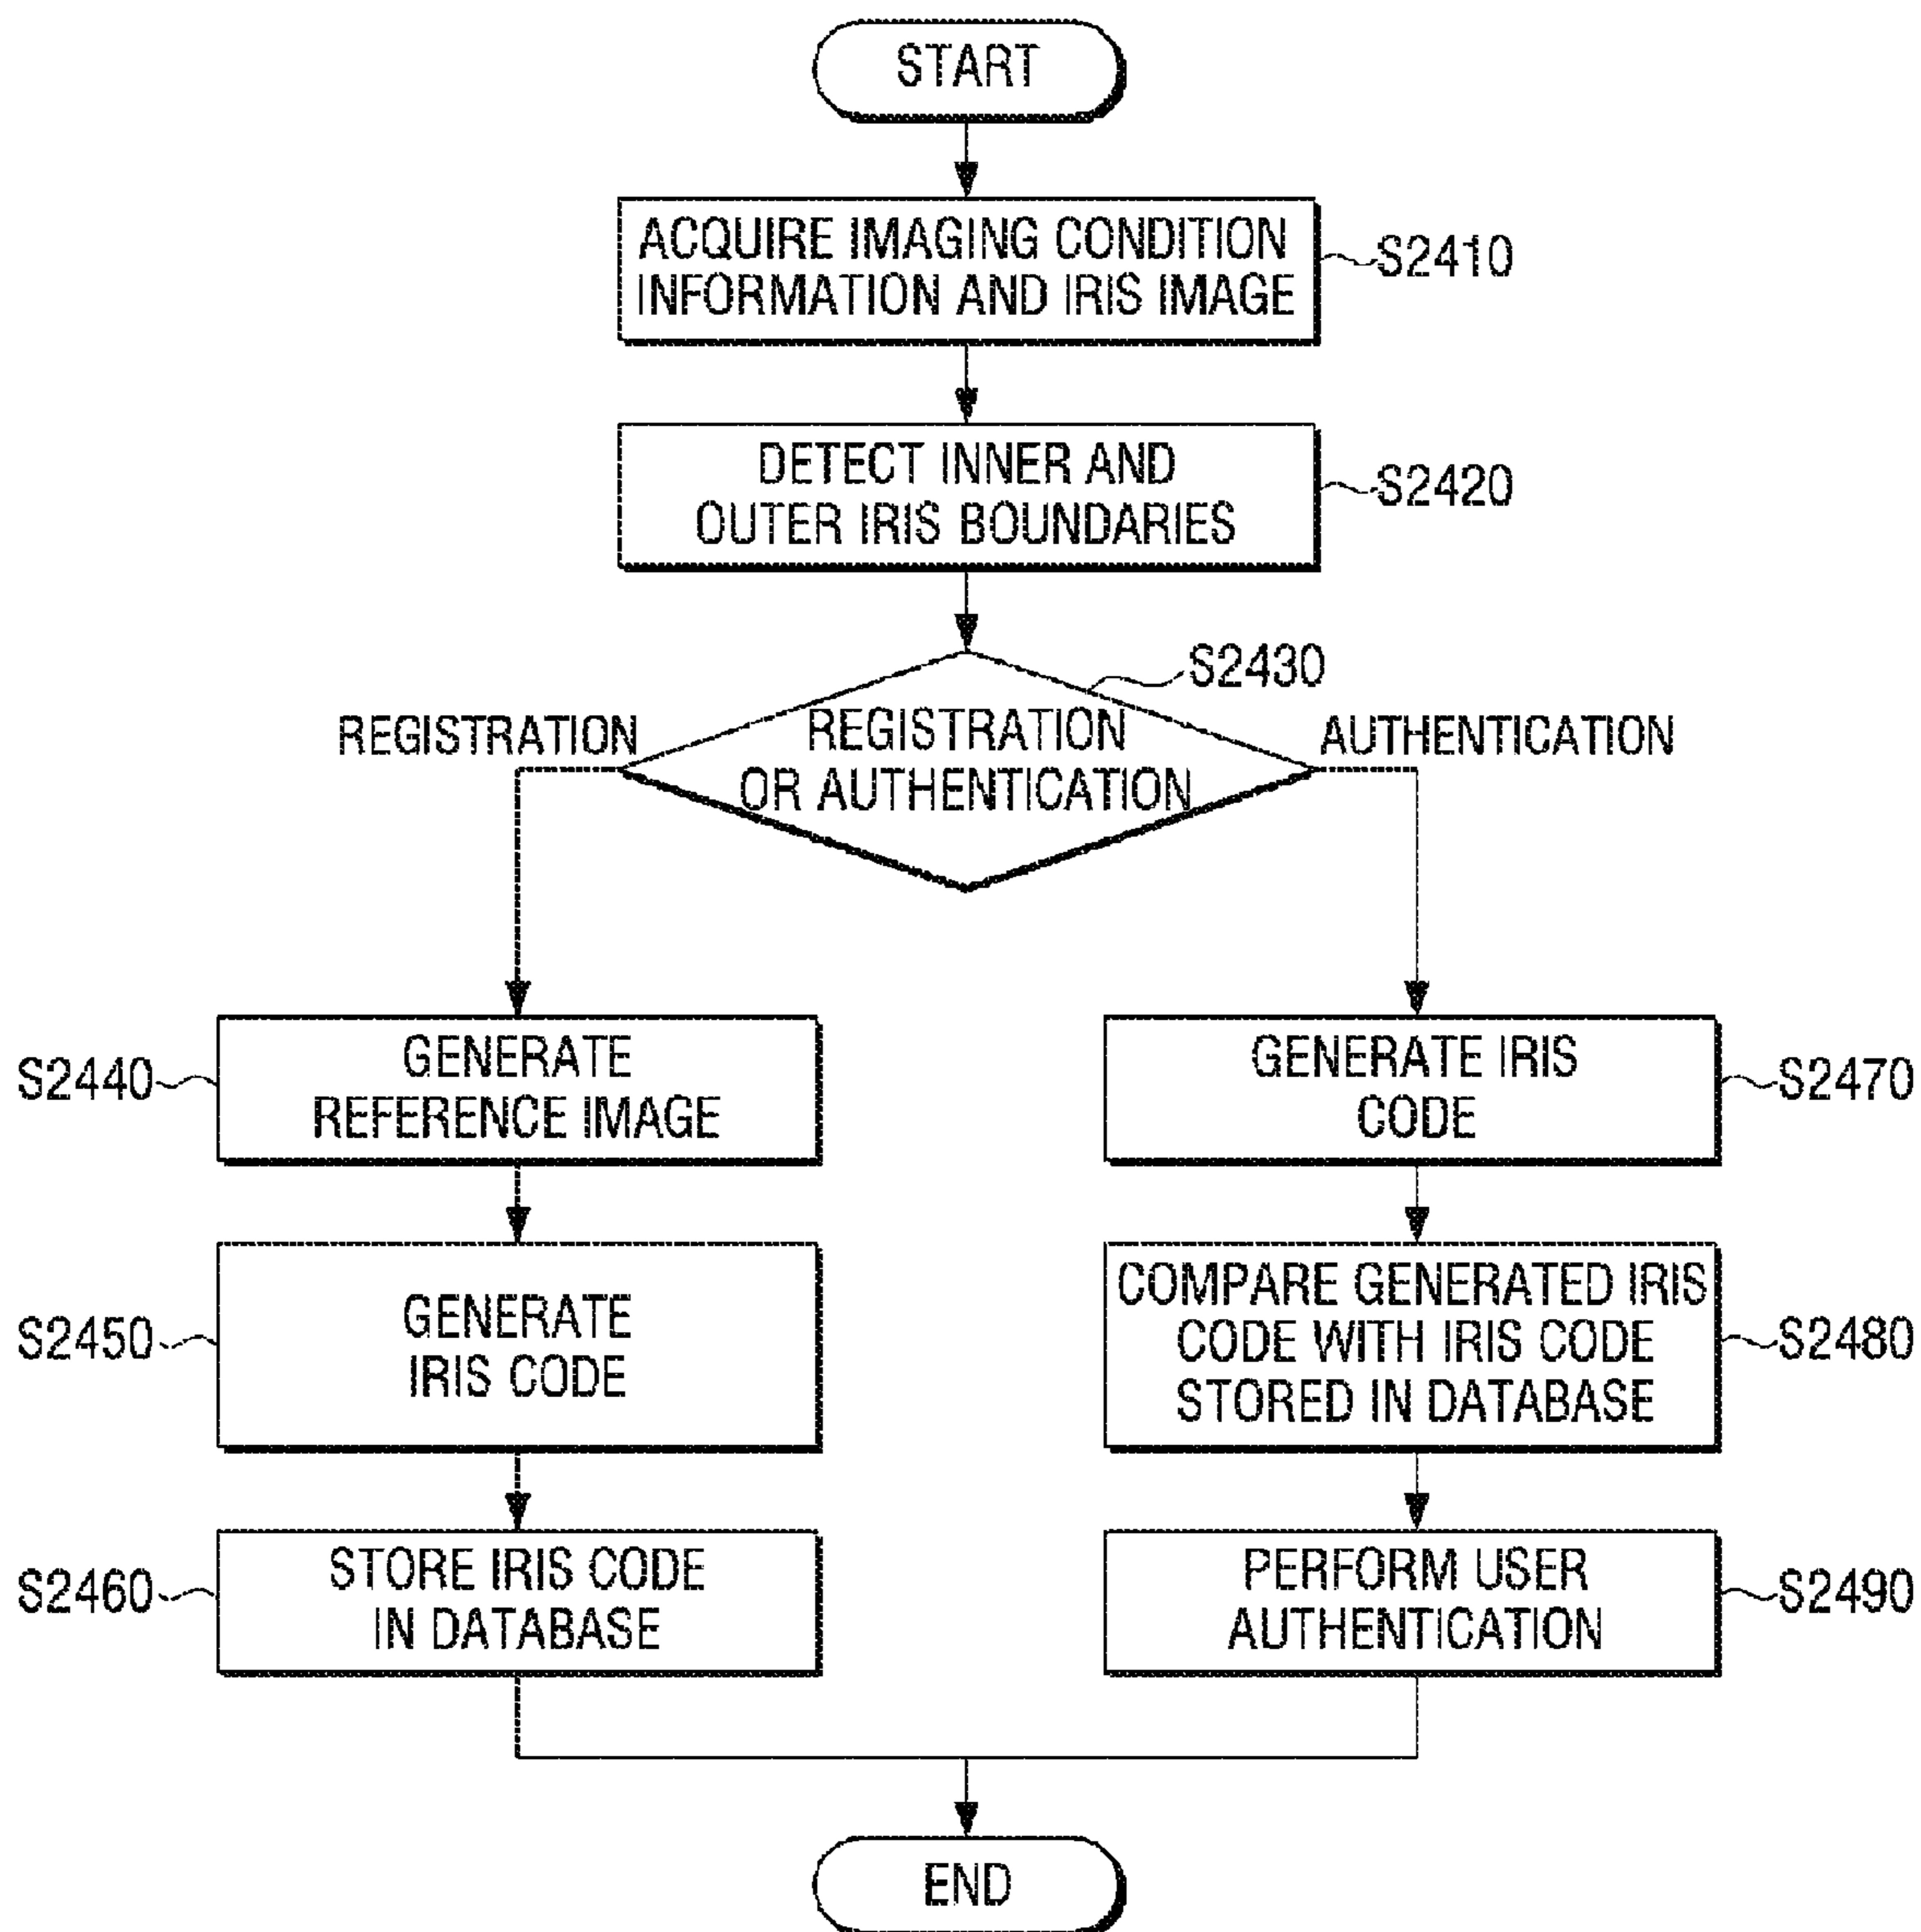 START
ACQUIRE IMAGING CONDITION
INFORMATION AND IRIS IMAGE
S2410
DETECT INNER AND
OUTER IRIS BOUNDARIES
S2420
S2430
REGISTRATION
REGISTRATION
OR AUTHENTICATION
AUTHENTICATION
S2440
GENERATE
REFERENCE IMAGE
S2450
GENERATE
IRIS CODE
S2460
STORE IRIS CODE
IN DATABASE
GENERATE IRIS
CODE
S2470
COMPARE GENERATED IRIS
CODE WITH IRIS CODE
STORED IN DATABASE
S2480
PERFORM USER
AUTHENTICATION
S2490
END